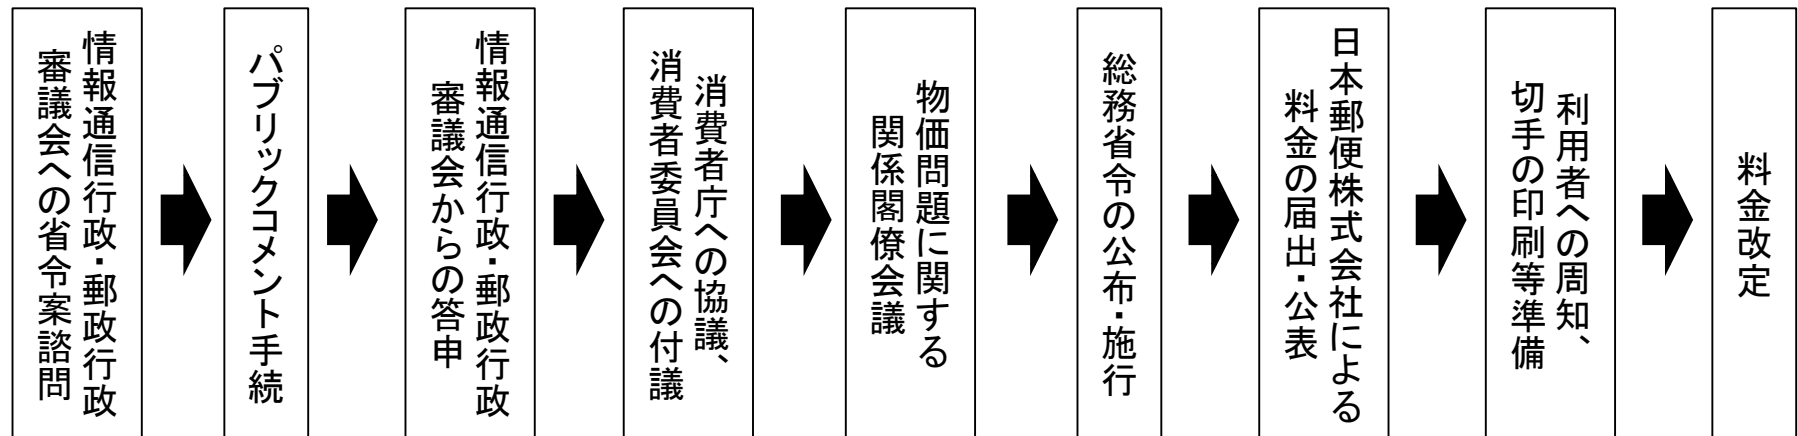 情報通信行政・郵政行政
審議会への省令案諮問
パブリックコメント手続
情報通信行政・郵政行政
審議会からの答申
消費者庁への協議、
消費者委員会への付議
物価問題に関する
関係閣僚会議
総務省令の公布・施行
日本郵便株式会社による
料金の届出・公表
利用者への周知、
切手の印刷等準備
料金改定